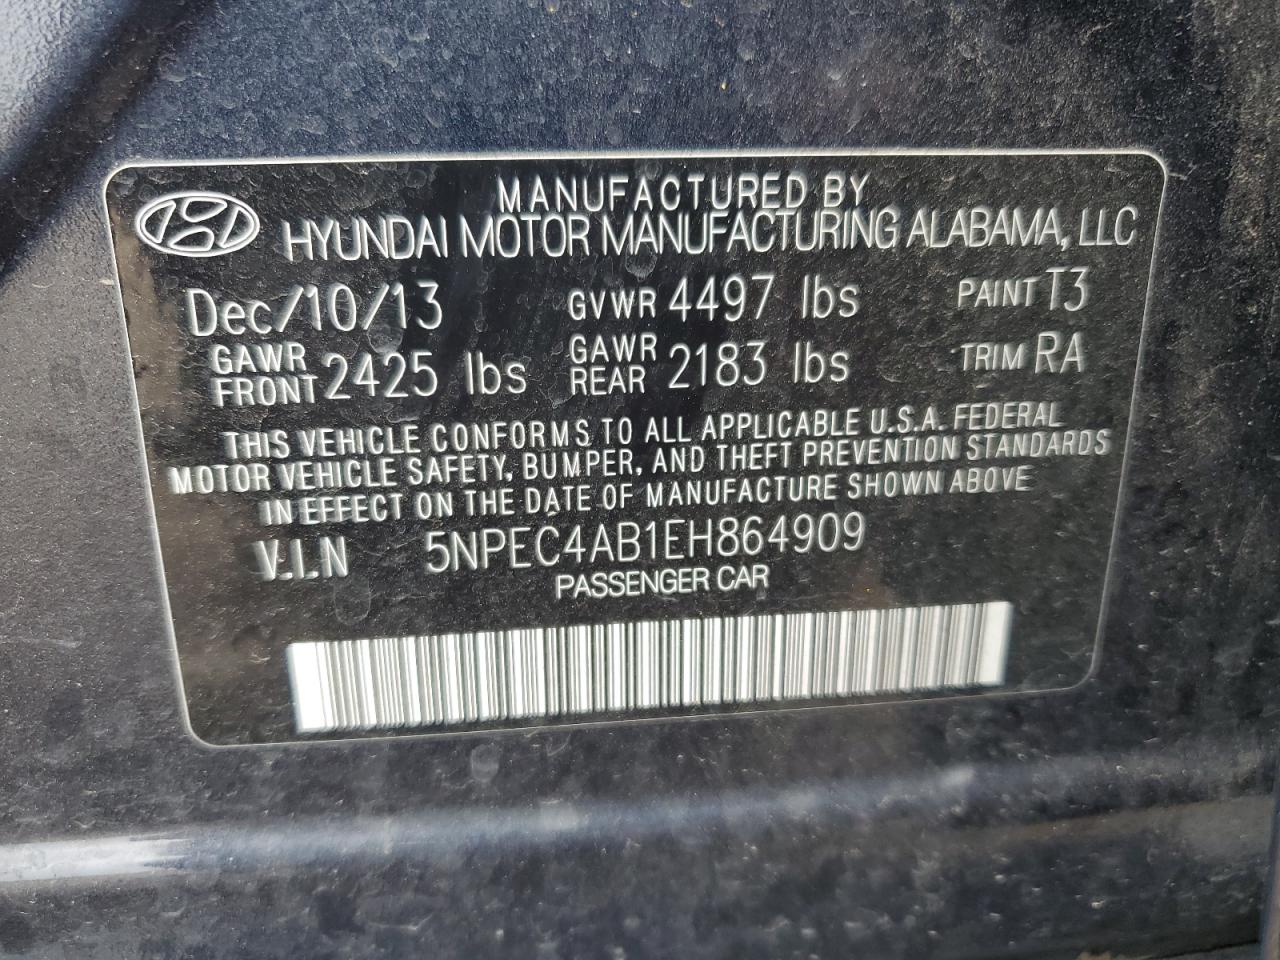 MANUFACTURED BY
HYUNDAI MOTOR MANUFACTURING ALABAMA, LLC
Dec/10/13 GVWR 4497 lbs PAINT T3
GAWR FRONT 2425 lbs GAWR REAR 2183 lbs TRIM RA
THIS VEHICLE CONFORMS TO ALL APPLICABLE U.S.A. FEDERAL
MOTOR VEHICLE SAFETY, BUMPER, AND THEFT PREVENTION STANDARDS
IN EFFECT ON THE DATE OF MANUFACTURE SHOWN ABOVE
V.I.N 5NPEC4AB1EH864909
PASSENGER CAR